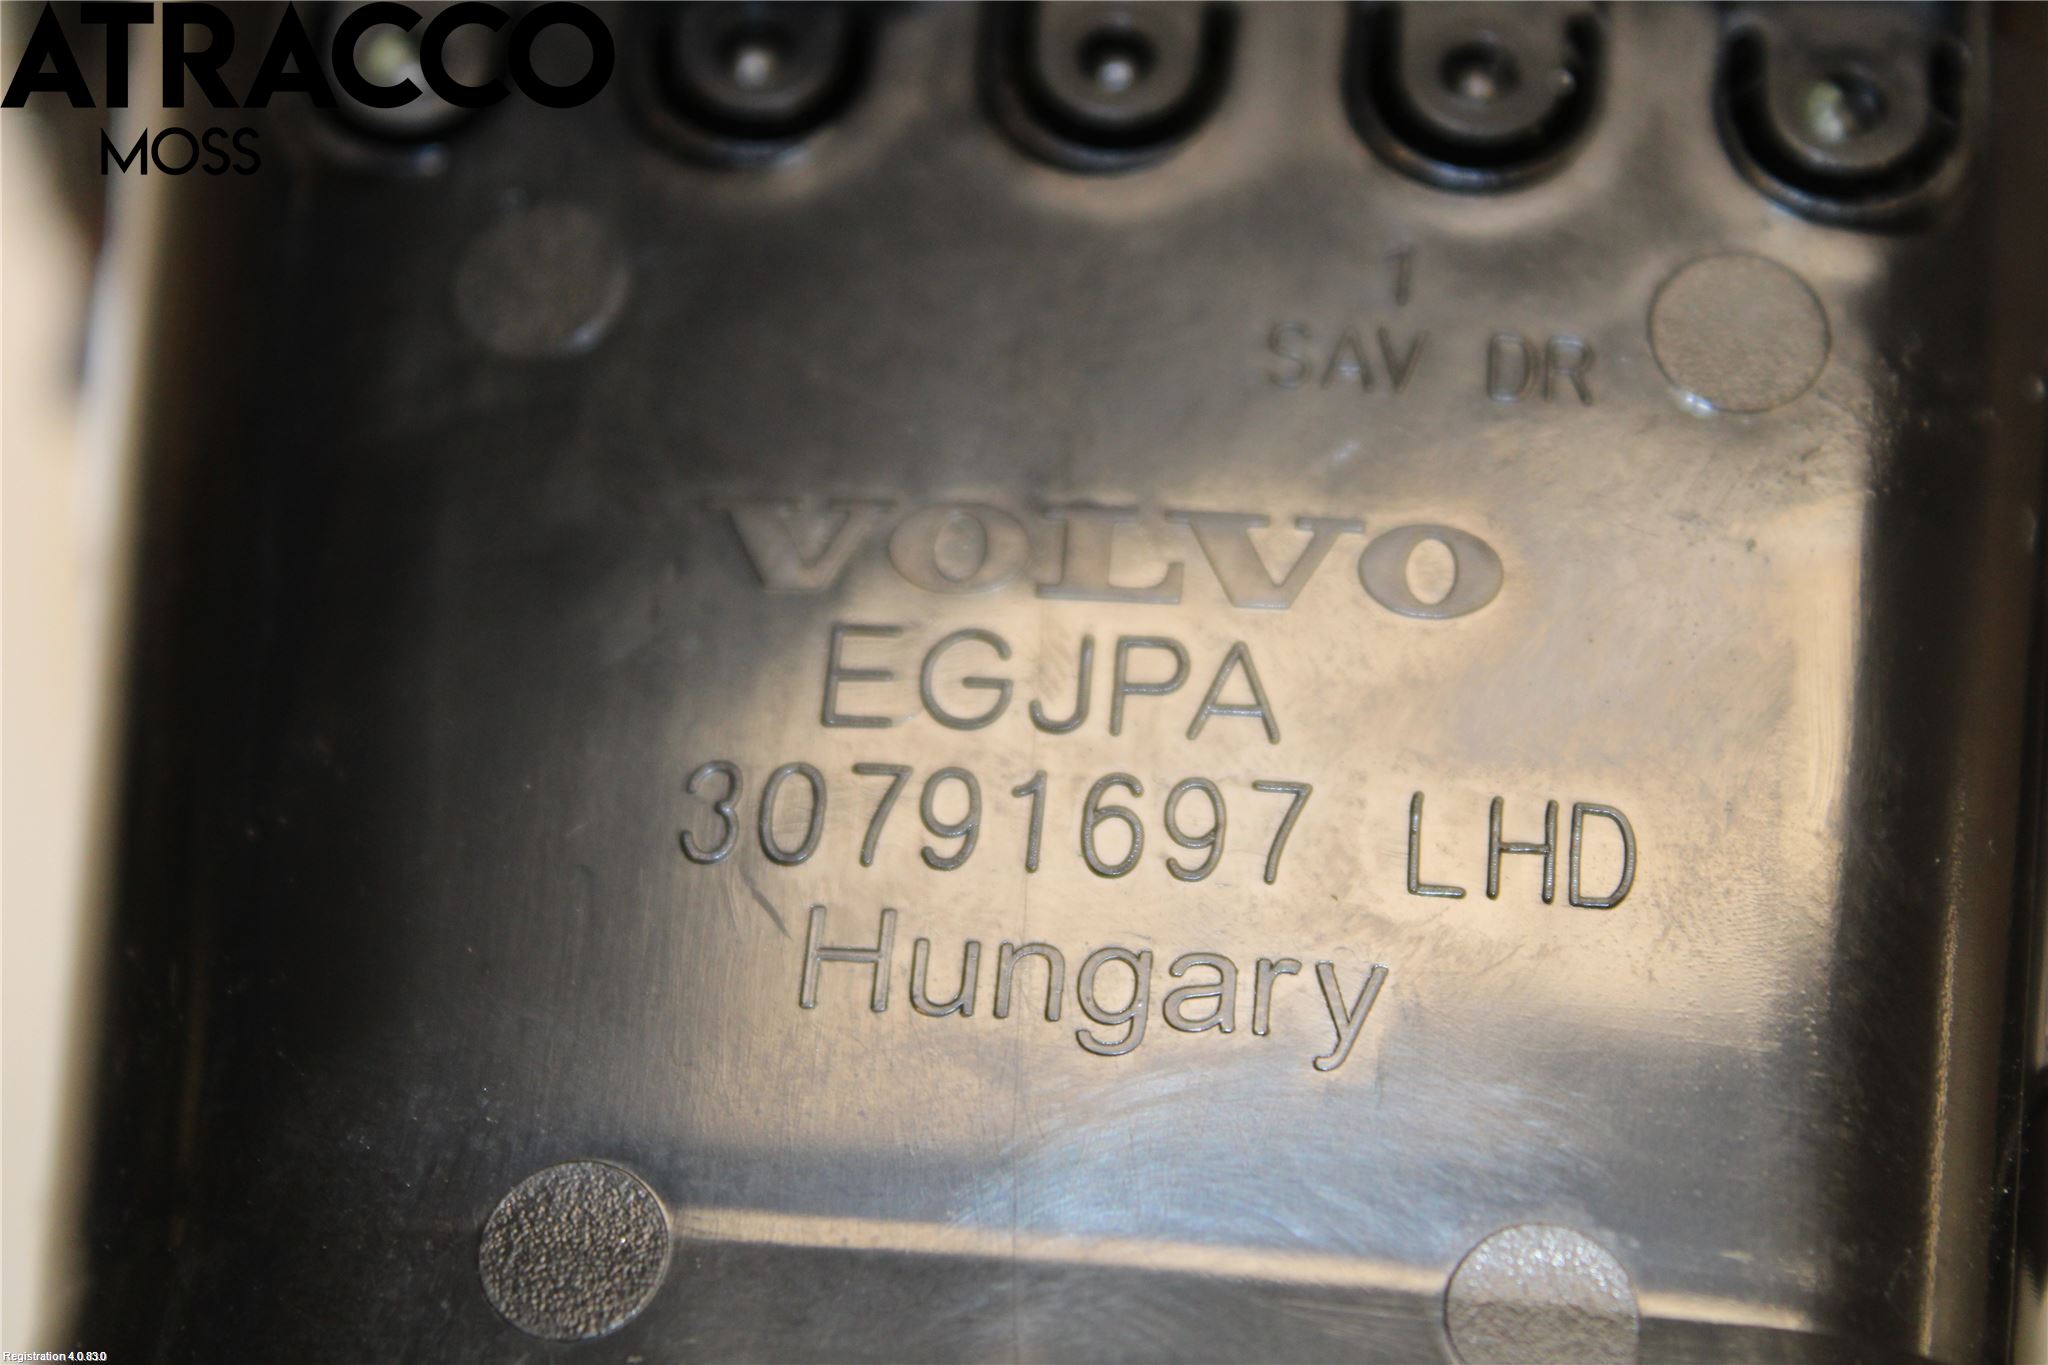 ATRACCO
MOSS
1
SAV DR
VOLVO
EGJPA
30791697 LHD
Hungary
Registration 4.0.83.0